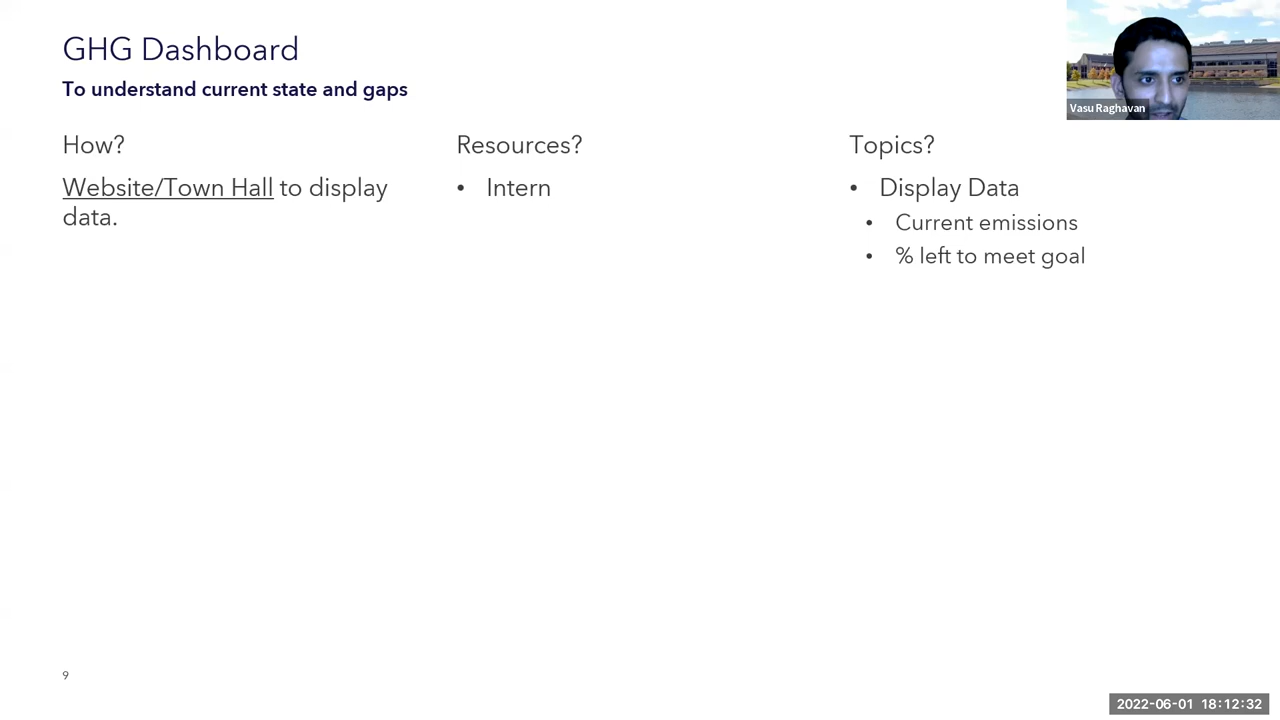 GHG Dashboard
To understand current state and gaps
Vasu Raghavan
How?
Website/Town Hall to display
data.
Resources?
• Intern
Topics?
• Display Data
• Current emissions
• % left to meet goal
9
2022-06-01 18:12:32